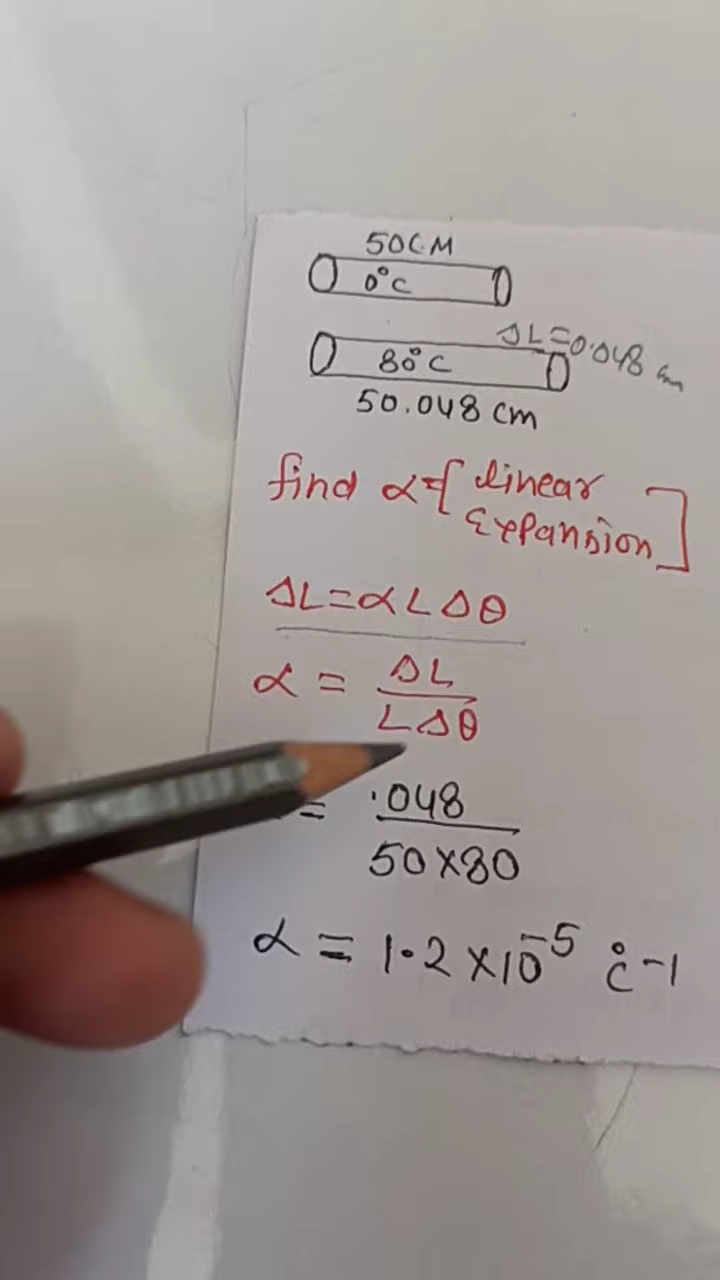 50C.M
0°C
ΔL=0.048 cm
80°C
50.048 cm
find α=[linear
expansion]
ΔL=αLΔθ
α = ΔL
LΔθ
= .048
50×80
α = 1.2×10⁻⁵ °C⁻¹